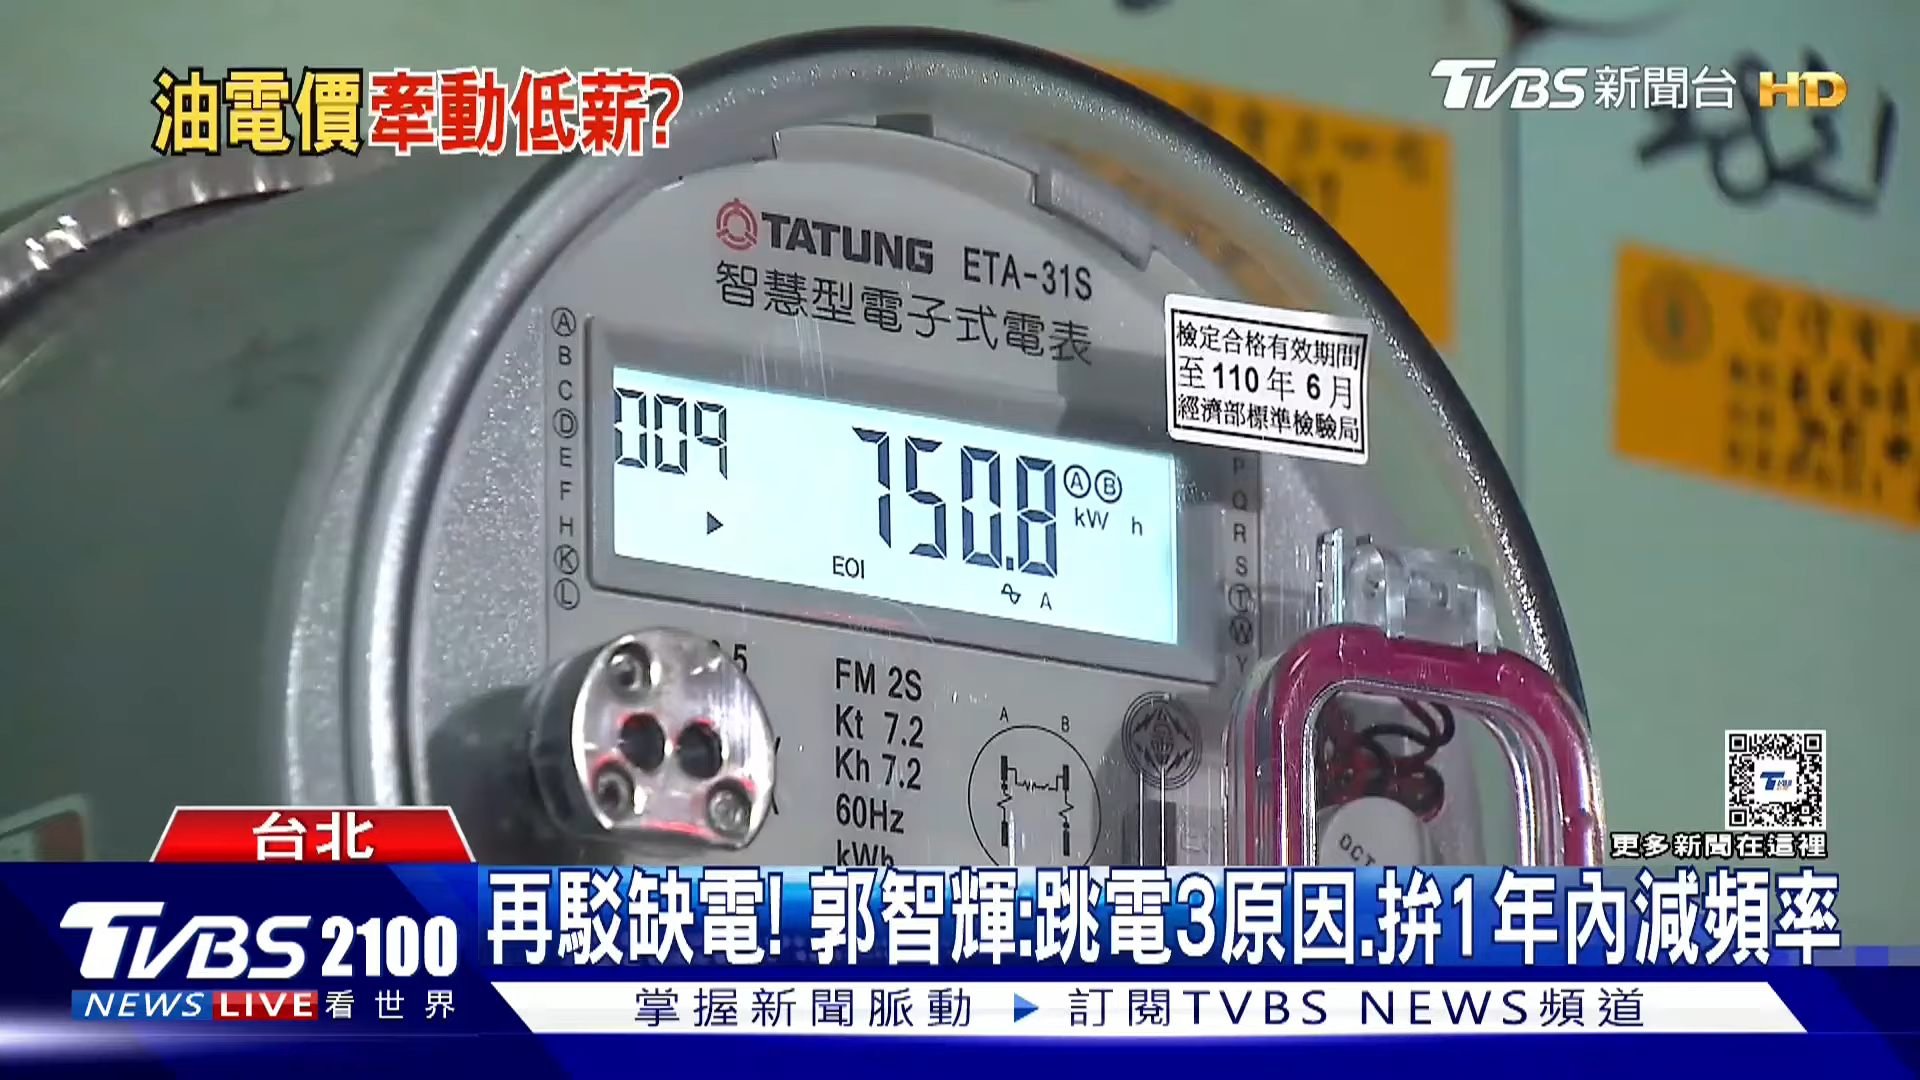 油電價牽動低薪?
TVBS新聞台 HD
TATUNG ETA-31S
智慧型電子式電表
檢定合格有效期間
至 110 年 6 月
經濟部標準檢驗局
A
B
C
D
E
F
H
K
L
009
750.8
A B
kW h
EOI
A
P
Q
R
S
T
W
Y
FM 2S
Kt 7.2
Kh 7.2
60Hz
kWh
A B
OCT
更多新聞在這裡
台北
再駁缺電! 郭智輝:跳電3原因.拚1年內減頻率
TVBS 2100
NEWS LIVE 看世界
掌握新聞脈動 ▶ 訂閱TVBS NEWS頻道